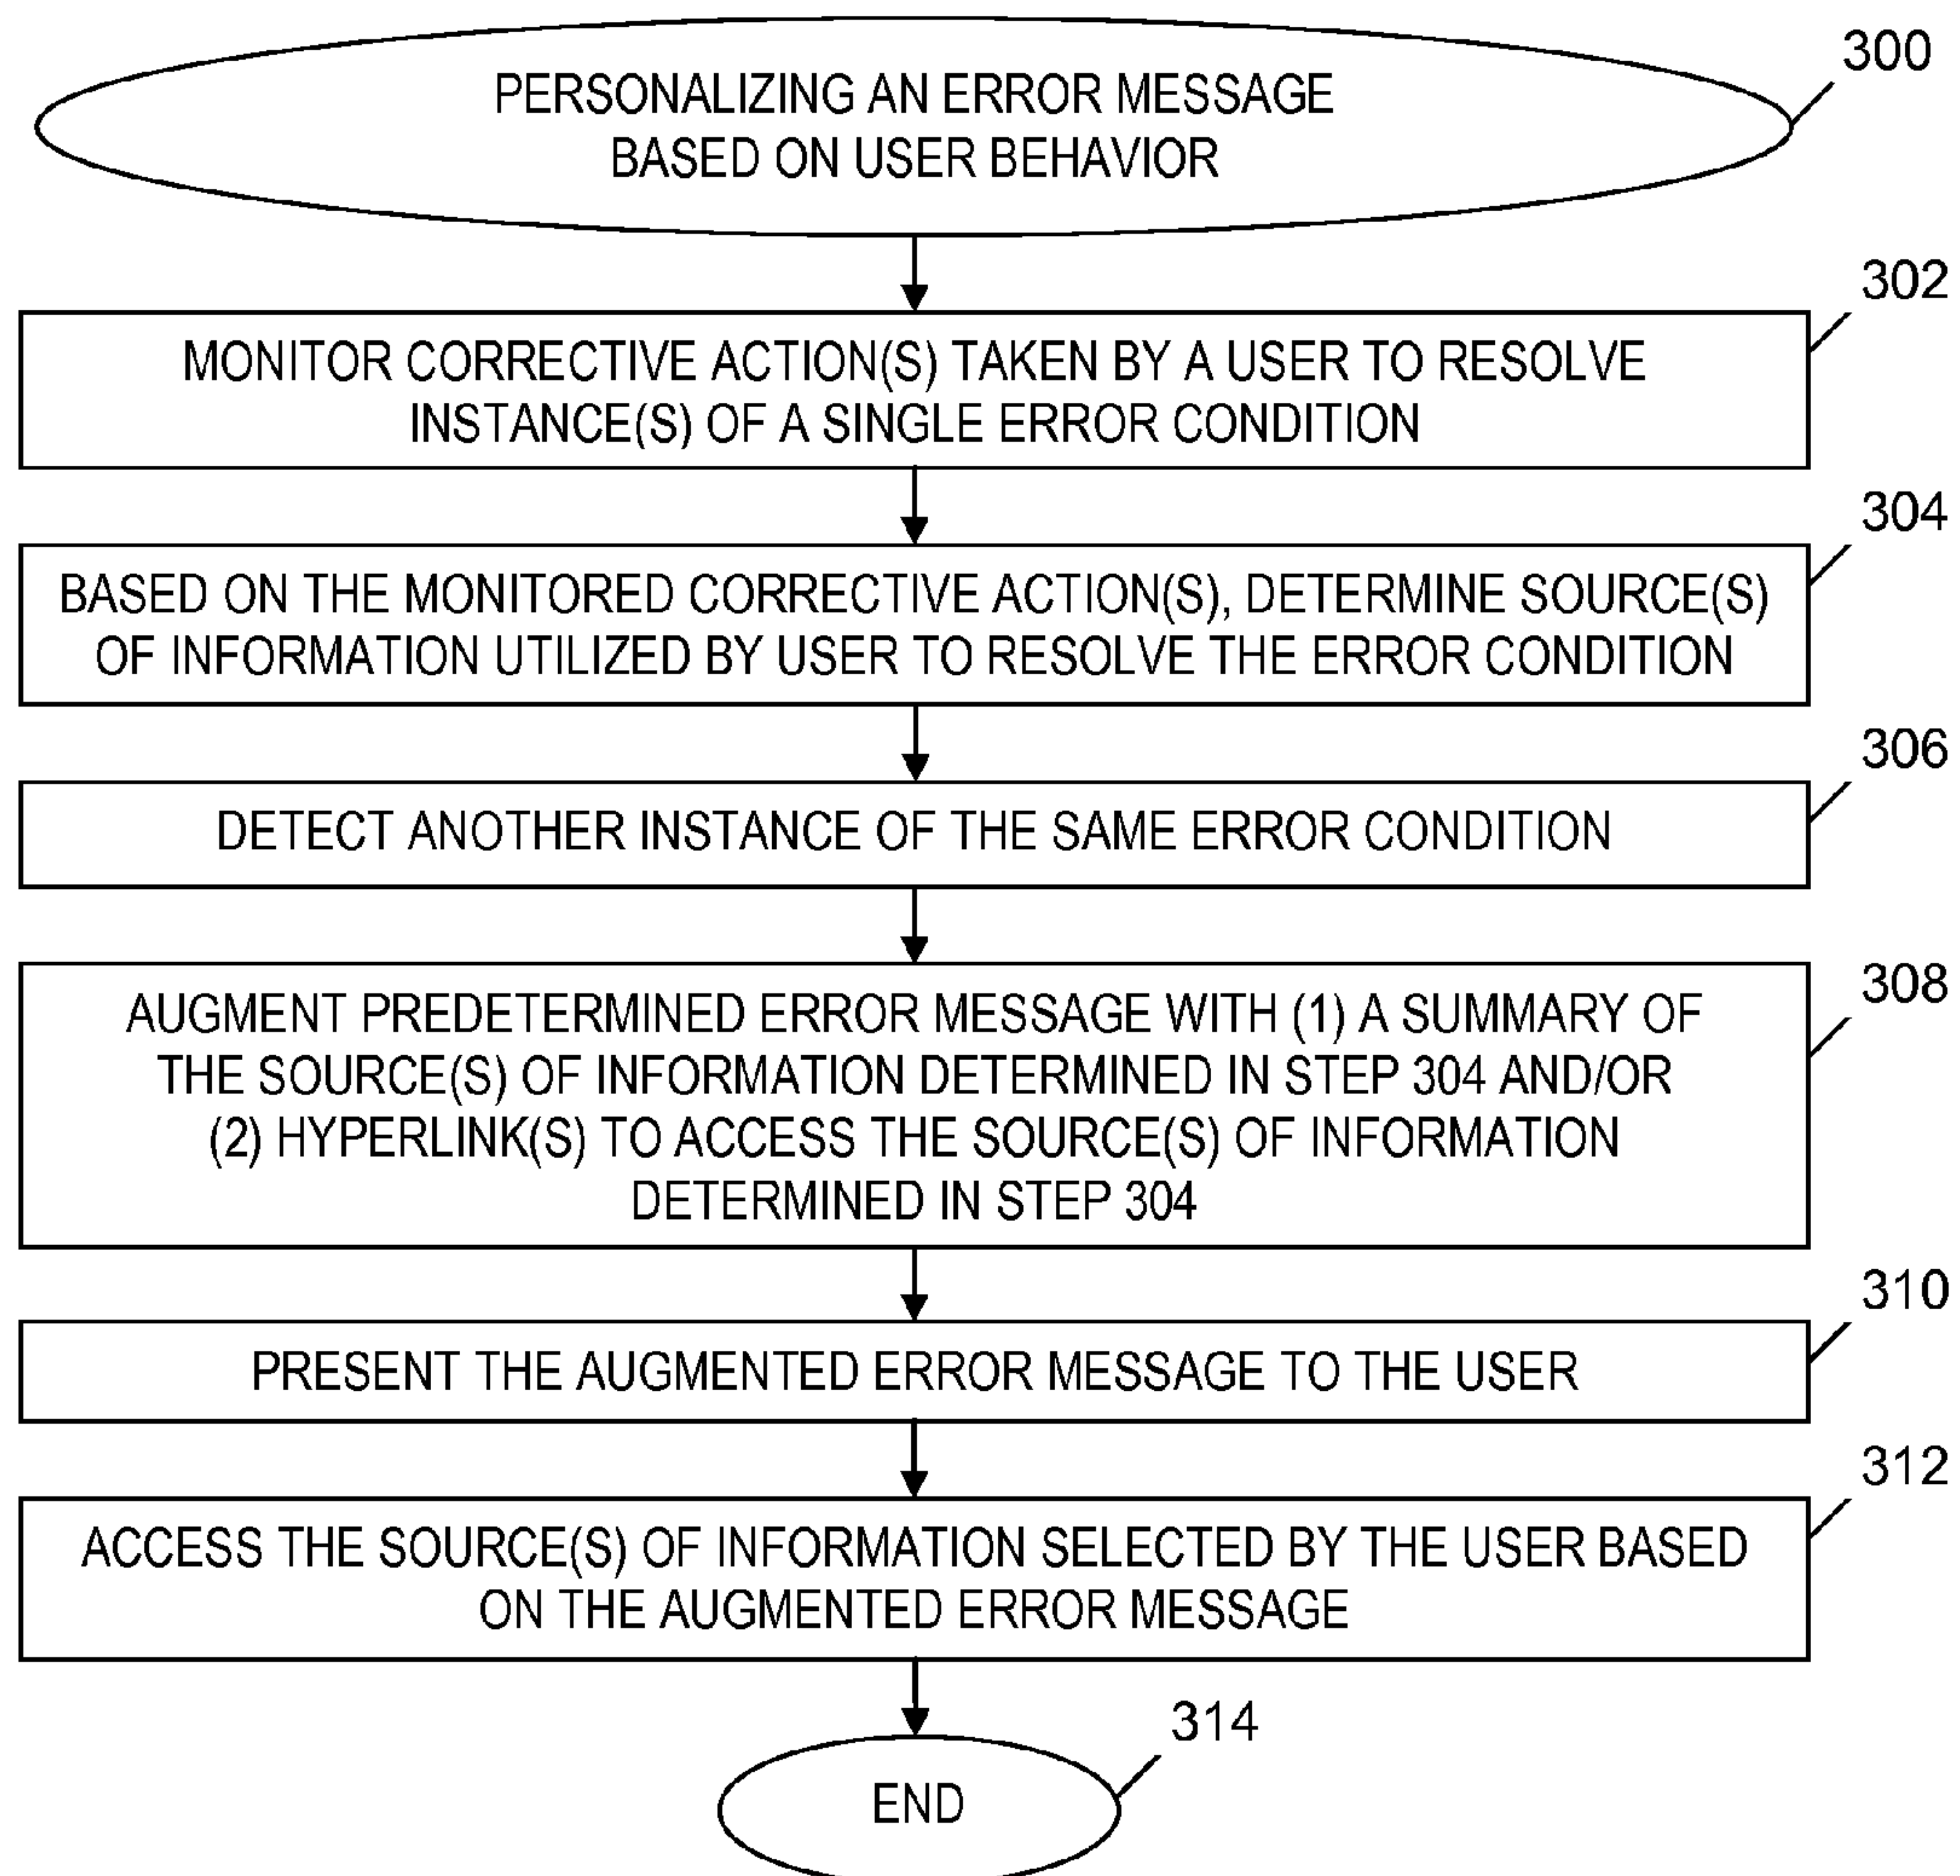 300
PERSONALIZING AN ERROR MESSAGE
BASED ON USER BEHAVIOR
302
MONITOR CORRECTIVE ACTION(S) TAKEN BY A USER TO RESOLVE
INSTANCE(S) OF A SINGLE ERROR CONDITION
304
BASED ON THE MONITORED CORRECTIVE ACTION(S), DETERMINE SOURCE(S)
OF INFORMATION UTILIZED BY USER TO RESOLVE THE ERROR CONDITION
306
DETECT ANOTHER INSTANCE OF THE SAME ERROR CONDITION
308
AUGMENT PREDETERMINED ERROR MESSAGE WITH (1) A SUMMARY OF
THE SOURCE(S) OF INFORMATION DETERMINED IN STEP 304 AND/OR
(2) HYPERLINK(S) TO ACCESS THE SOURCE(S) OF INFORMATION
DETERMINED IN STEP 304
310
PRESENT THE AUGMENTED ERROR MESSAGE TO THE USER
312
ACCESS THE SOURCE(S) OF INFORMATION SELECTED BY THE USER BASED
ON THE AUGMENTED ERROR MESSAGE
314
END